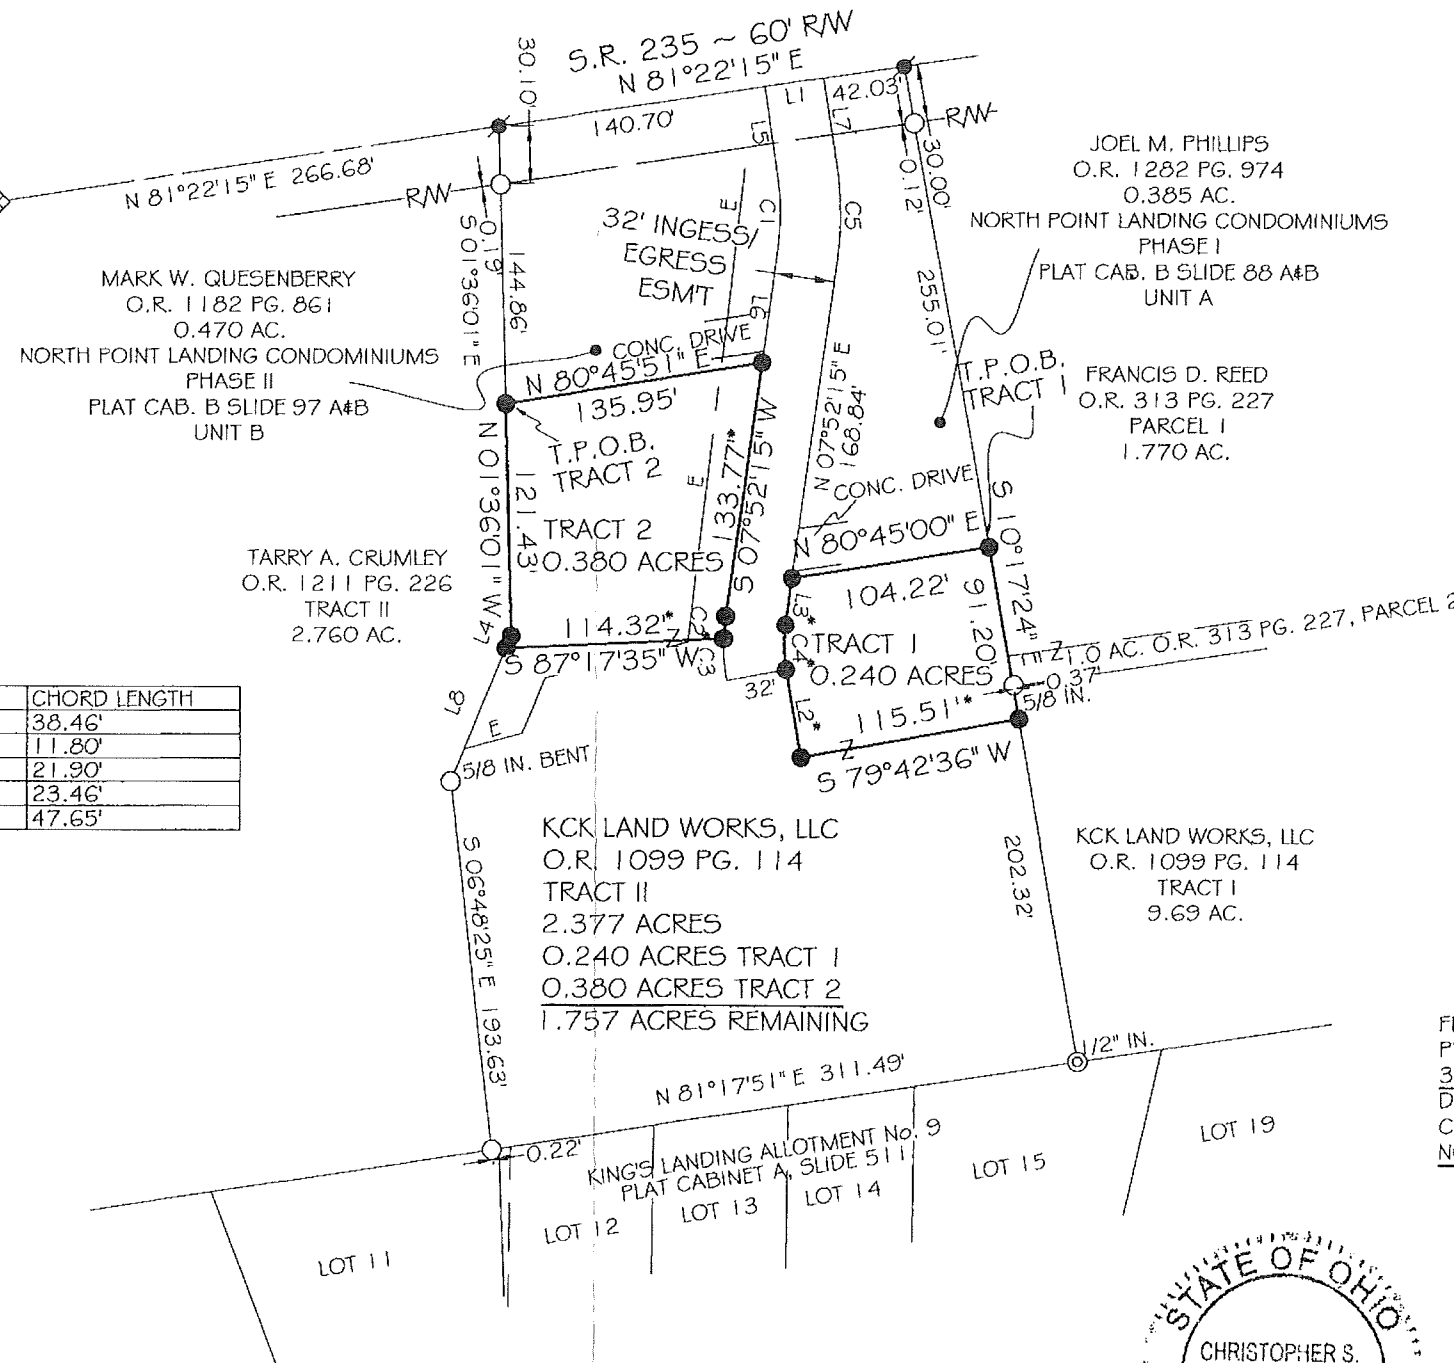 S.R. 235 ~ 60' R/W
N 81°22'15" E
30.10'
140.70'
L1
42.03'
L5
L7
R/W
N 81°22'15" E 266.68'
R/W
0.19'
S 01°36'01" E
144.86'
30.00'
0.12'
255.01'
C1
C5
E
32' INGESS/
EGRESS
ESM'T
L6
JOEL M. PHILLIPS
O.R. 1282 PG. 974
0.385 AC.
NORTH POINT LANDING CONDOMINIUMS
PHASE I
PLAT CAB. B SLIDE 88 A&B
UNIT A
MARK W. QUESENBERRY
O.R. 1182 PG. 861
0.470 AC.
NORTH POINT LANDING CONDOMINIUMS
PHASE II
PLAT CAB. B SLIDE 97 A&B
UNIT B
CONC. DRIVE
N 80°45'51" E
135.95'
T.P.O.B.
TRACT 2
N 01°36'01" W
121.43'
TRACT 2
0.380 ACRES
E
133.77'*
S 07°52'15" W
N 07°52'15" E
168.84'
T.P.O.B.
TRACT 1
FRANCIS D. REED
O.R. 313 PG. 227
PARCEL I
1.770 AC.
CONC. DRIVE
N 80°45'00" E
104.22'
S 10°17'24" E
91.20'
TARRY A. CRUMLEY
O.R. 1211 PG. 226
TRACT II
2.760 AC.
L4
114.32'*
Z
S 87°17'35" W
C2*
C3
L3*
C4*
32'
L2*
TRACT 1
0.240 ACRES
Z
1.0 AC. O.R. 313 PG. 227, PARCEL 2
0.37'
5/8 IN.
115.51'*
Z
S 79°42'36" W
CHORD LENGTH
38.46'
11.80'
21.90'
23.46'
47.65'
L8
E
5/8 IN. BENT
S 06°48'25" E 193.63'
KCK LAND WORKS, LLC
O.R. 1099 PG. 114
TRACT II
2.377 ACRES
0.240 ACRES TRACT 1
0.380 ACRES TRACT 2
1.757 ACRES REMAINING
202.32'
KCK LAND WORKS, LLC
O.R. 1099 PG. 114
TRACT I
9.69 AC.
1/2" IN.
N 81°17'51" E 311.49'
0.22'
KING'S LANDING ALLOTMENT No. 9
PLAT CABINET A, SLIDE 511
LOT 11
LOT 12
LOT 13
LOT 14
LOT 15
LOT 19
STATE OF OHIO
CHRISTOPHER S.